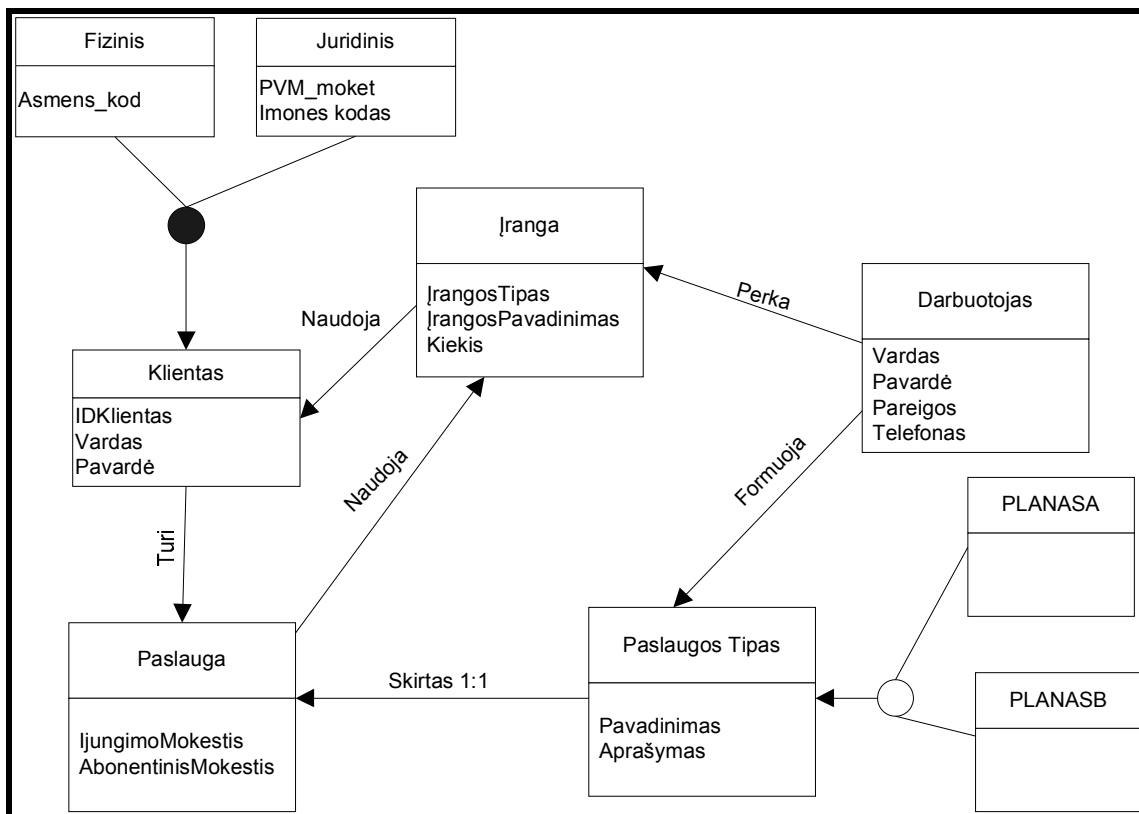 Fizinis
Asmens_kod
Juridinis
PVM_moket
Imones kodas
Įranga
ĮrangosTipas
ĮrangosPavadinimas
Kiekis
Perka
Darbuotojas
Vardas
Pavardė
Pareigos
Telefonas
Naudoja
Klientas
IDKlientas
Vardas
Pavardė
Naudoja
Formuoja
Turi
PLANASA
Paslauga
IjungimoMokestis
AbonentinisMokestis
Skirtas 1:1
Paslaugos Tipas
Pavadinimas
Aprašymas
PLANASB